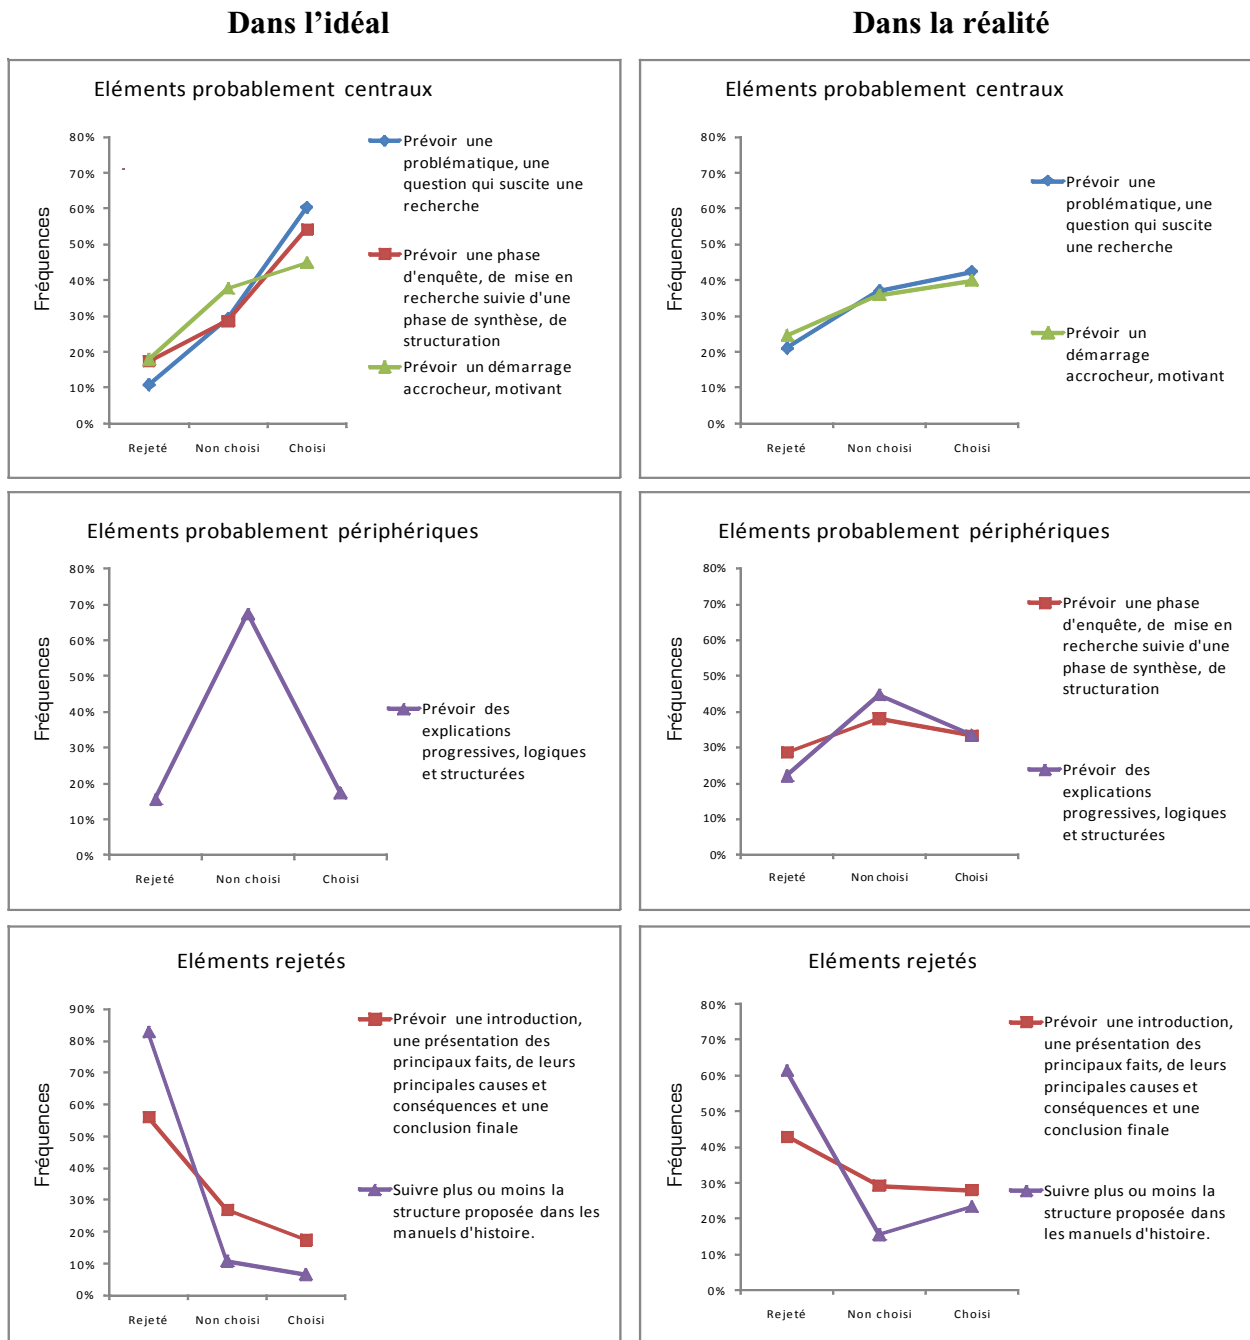 Dans l’idéal
Dans la réalité
Eléments probablement centraux
Fréquences
80%
70%
60%
50%
40%
30%
20%
10%
0%
Rejeté Non choisi Choisi
Prévoir une
problématique, une
question qui suscite une
recherche
Prévoir une phase
d'enquête, de mise en
recherche suivie d'une
phase de synthèse, de
structuration
Prévoir un démarrage
accrocheur, motivant
Eléments probablement centraux
Fréquences
80%
70%
60%
50%
40%
30%
20%
10%
0%
Rejeté Non choisi Choisi
Prévoir une
problématique, une
question qui suscite
une recherche
Prévoir un
démarrage
accrocheur, motivant
Eléments probablement périphériques
Fréquences
80%
70%
60%
50%
40%
30%
20%
10%
0%
Rejeté Non choisi Choisi
Prévoir des
explications
progressives, logiques
et structurées
Eléments probablement périphériques
Fréquences
80%
70%
60%
50%
40%
30%
20%
10%
0%
Rejeté Non choisi Choisi
Prévoir une phase
d'enquête, de mise en
recherche suivie d'une
phase de synthèse, de
structuration
Prévoir des
explications
progressives, logiques
et structurées
Eléments rejetés
Fréquences
90%
80%
70%
60%
50%
40%
30%
20%
10%
0%
Rejeté Non choisi Choisi
Prévoir une introduction,
une présentation des
principaux faits, de leurs
principales causes et
conséquences et une
conclusion finale
Suivre plus ou moins la
structure proposée dans les
manuels d'histoire.
Eléments rejetés
Fréquences
80%
70%
60%
50%
40%
30%
20%
10%
0%
Rejeté Non choisi Choisi
Prévoir une introduction,
une présentation des
principaux faits, de leurs
principales causes et
conséquences et une
conclusion finale
Suivre plus ou moins la
structure proposée dans
les manuels d'histoire.